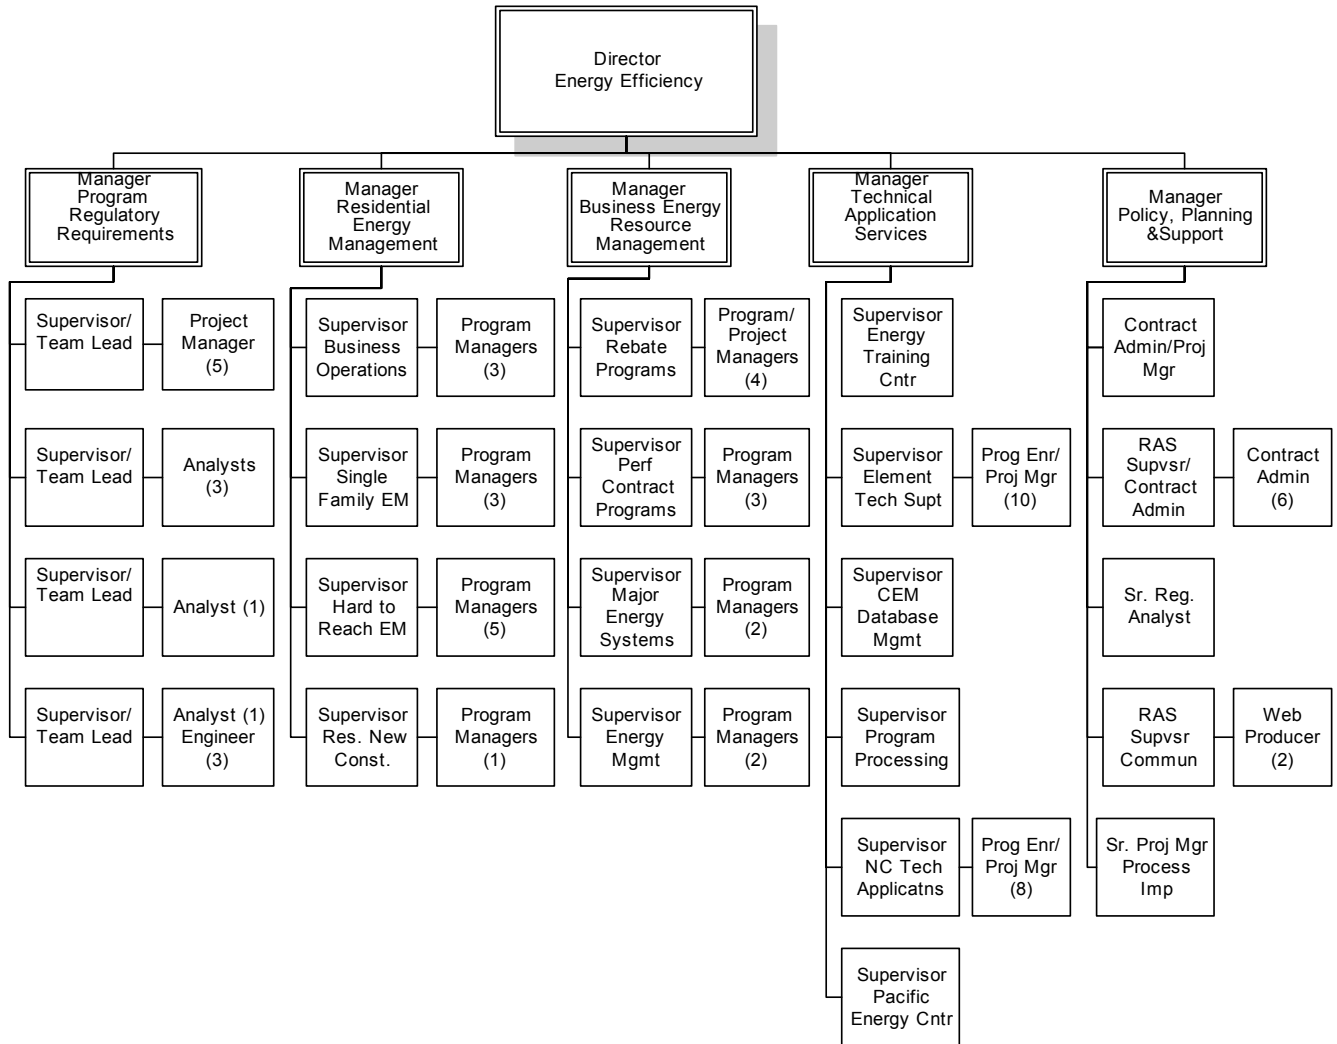 Director
Energy Efficiency
Manager
Program
Regulatory
Requirements
Manager
Residential
Energy
Management
Manager
Business Energy
Resource
Management
Manager
Technical
Application
Services
Manager
Policy, Planning
&Support
Supervisor/
Team Lead
Project
Manager
(5)
Supervisor/
Team Lead
Analysts
(3)
Supervisor/
Team Lead
Analyst (1)
Supervisor/
Team Lead
Analyst (1)
Engineer
(3)
Supervisor
Business
Operations
Program
Managers
(3)
Supervisor
Single
Family EM
Program
Managers
(3)
Supervisor
Hard to
Reach EM
Program
Managers
(5)
Supervisor
Res. New
Const.
Program
Managers
(1)
Supervisor
Rebate
Programs
Program/
Project
Managers
(4)
Supervisor
Perf
Contract
Programs
Program
Managers
(3)
Supervisor
Major
Energy
Systems
Program
Managers
(2)
Supervisor
Energy
Mgmt
Program
Managers
(2)
Supervisor
Energy
Training
Cntr
Supervisor
Element
Tech Supt
Prog Enr/
Proj Mgr
(10)
Supervisor
CEM
Database
Mgmt
Supervisor
Program
Processing
Supervisor
NC Tech
Applicatns
Prog Enr/
Proj Mgr
(8)
Supervisor
Pacific
Energy Cntr
Contract
Admin/Proj
Mgr
RAS
Supvsr/
Contract
Admin
Contract
Admin
(6)
Sr. Reg.
Analyst
RAS
Supvsr
Commun
Web
Producer
(2)
Sr. Proj Mgr
Process
Imp